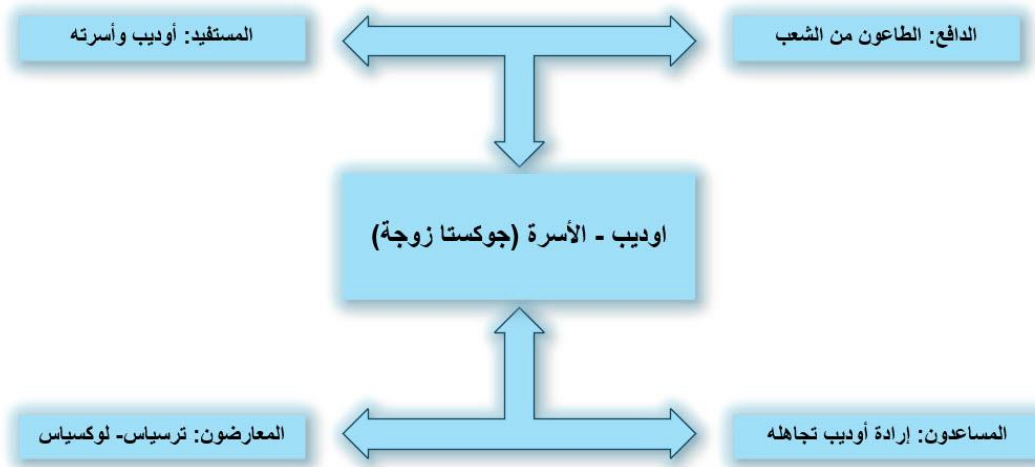 الدافع: الطاعون من الشعب
المستفيد: أوديب وأسرته
اوديب - الأسرة (جوكستا زوجة)
المساعدون: إرادة أوديب تجاهله
المعارضون: ترسياس- لوكسياس